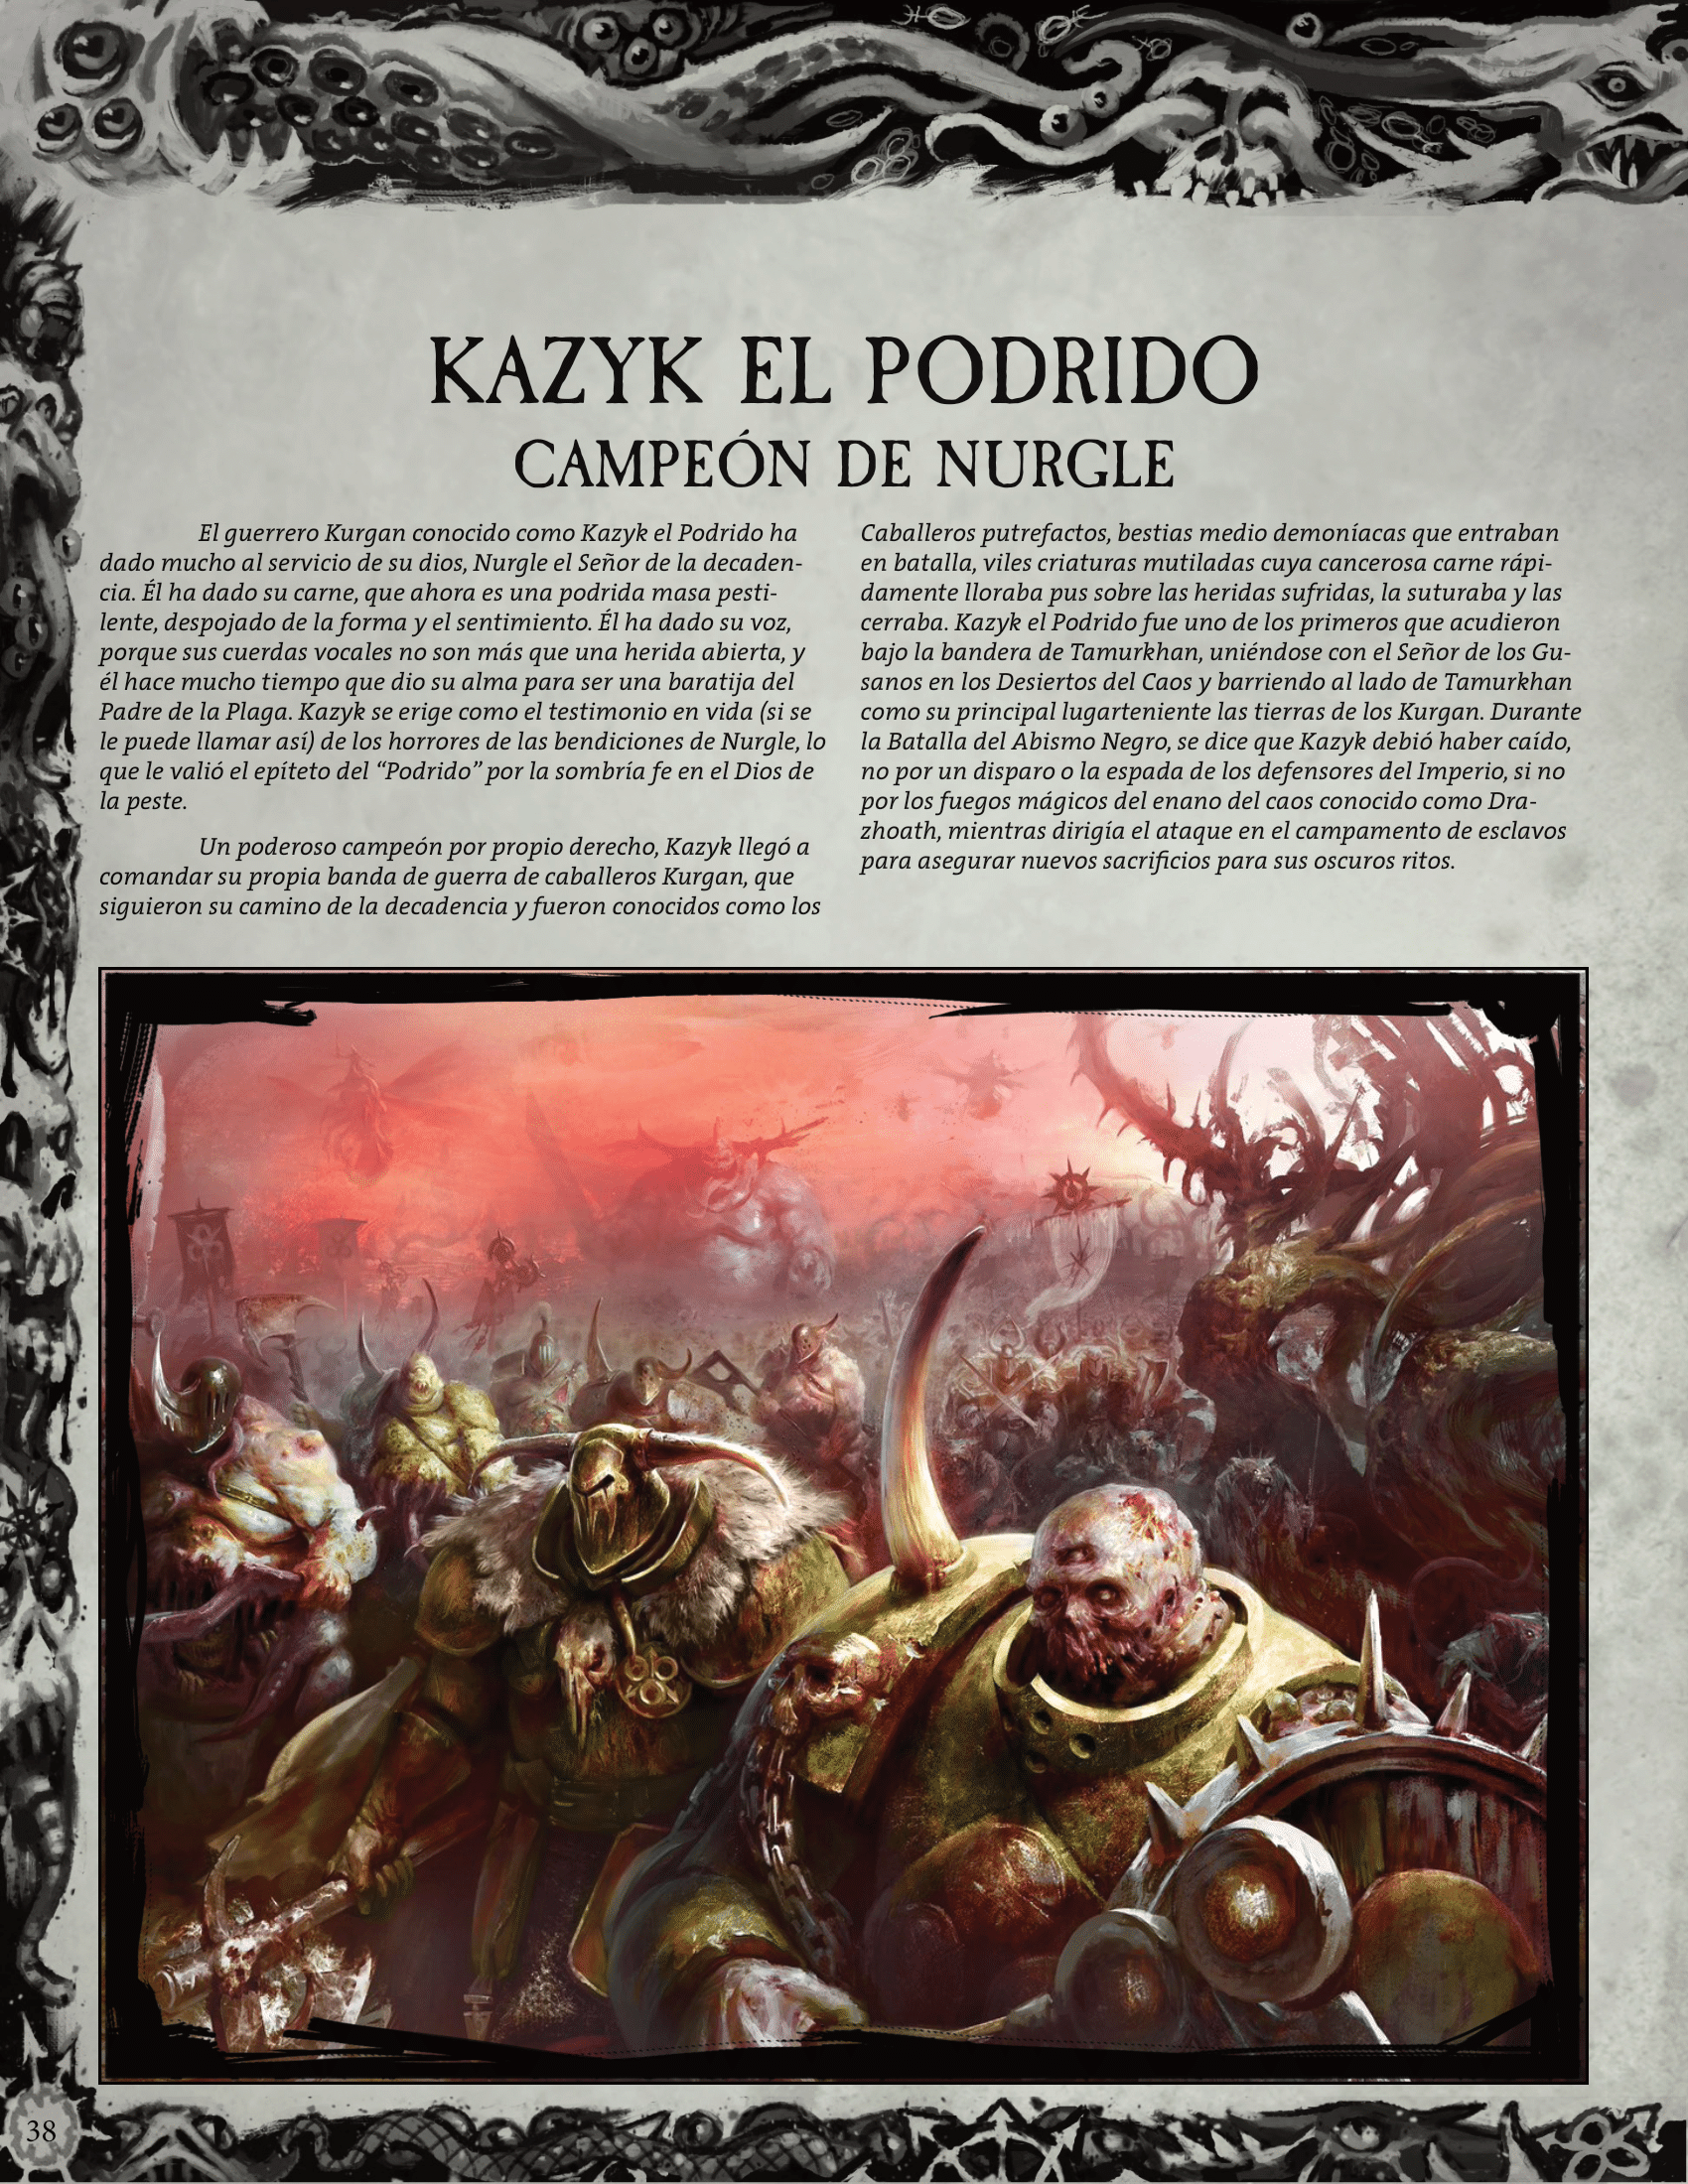 KAZYK EL PODRIDO
CAMPEÓN DE NURGLE
El guerrero Kurgan conocido como Kazyk el Podrido ha
dado mucho al servicio de su dios, Nurgle el Señor de la decaden-
cia. Él ha dado su carne, que ahora es una podrida masa pesti-
lente, despojado de la forma y el sentimiento. Él ha dado su voz,
porque sus cuerdas vocales no son más que una herida abierta, y
él hace mucho tiempo que dio su alma para ser una baratija del
Padre de la Plaga. Kazyk se erige como el testimonio en vida (si se
le puede llamar así) de los horrores de las bendiciones de Nurgle, lo
que le valió el epíteto del “Podrido” por la sombría fe en el Dios de
la peste.
Un poderoso campeón por propio derecho, Kazyk llegó a
comandar su propia banda de guerra de caballeros Kurgan, que
siguieron su camino de la decadencia y fueron conocidos como los
Caballeros putrefactos, bestias medio demoníacas que entraban
en batalla, viles criaturas mutiladas cuya cancerosa carne rápi-
damente lloraba pus sobre las heridas sufridas, la suturaba y las
cerraba. Kazyk el Podrido fue uno de los primeros que acudieron
bajo la bandera de Tamurkhan, uniéndose con el Señor de los Gu-
sanos en los Desiertos del Caos y barriendo al lado de Tamurkhan
como su principal lugarteniente las tierras de los Kurgan. Durante
la Batalla del Abismo Negro, se dice que Kazyk debió haber caído,
no por un disparo o la espada de los defensores del Imperio, si no
por los fuegos mágicos del enano del caos conocido como Dra-
zhoath, mientras dirigía el ataque en el campamento de esclavos
para asegurar nuevos sacrificios para sus oscuros ritos.
38